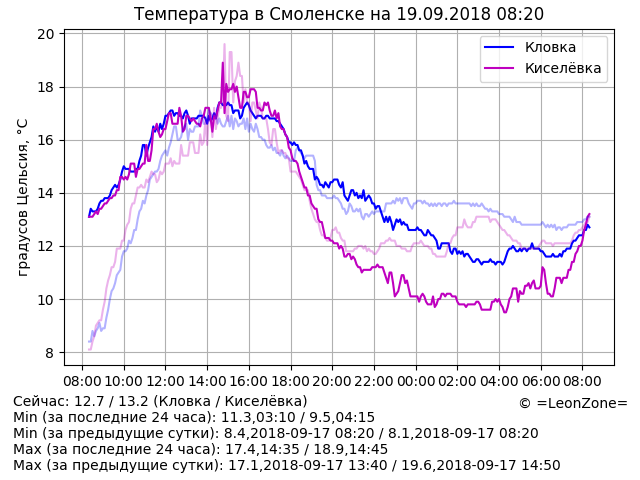 Температура в Смоленске на 19.09.2018 08:20
Кловка
Киселёвка
градусов Цельсия, °C
20
18
16
14
12
10
8
08:00 10:00 12:00 14:00 16:00 18:00 20:00 22:00 00:00 02:00 04:00 06:00 08:00
Сейчас: 12.7 / 13.2 (Кловка / Киселёвка)
© =LeonZone=
Min (за последние 24 часа): 11.3,03:10 / 9.5,04:15
Min (за предыдущие сутки): 8.4,2018-09-17 08:20 / 8.1,2018-09-17 08:20
Max (за последние 24 часа): 17.4,14:35 / 18.9,14:45
Max (за предыдущие сутки): 17.1,2018-09-17 13:40 / 19.6,2018-09-17 14:50